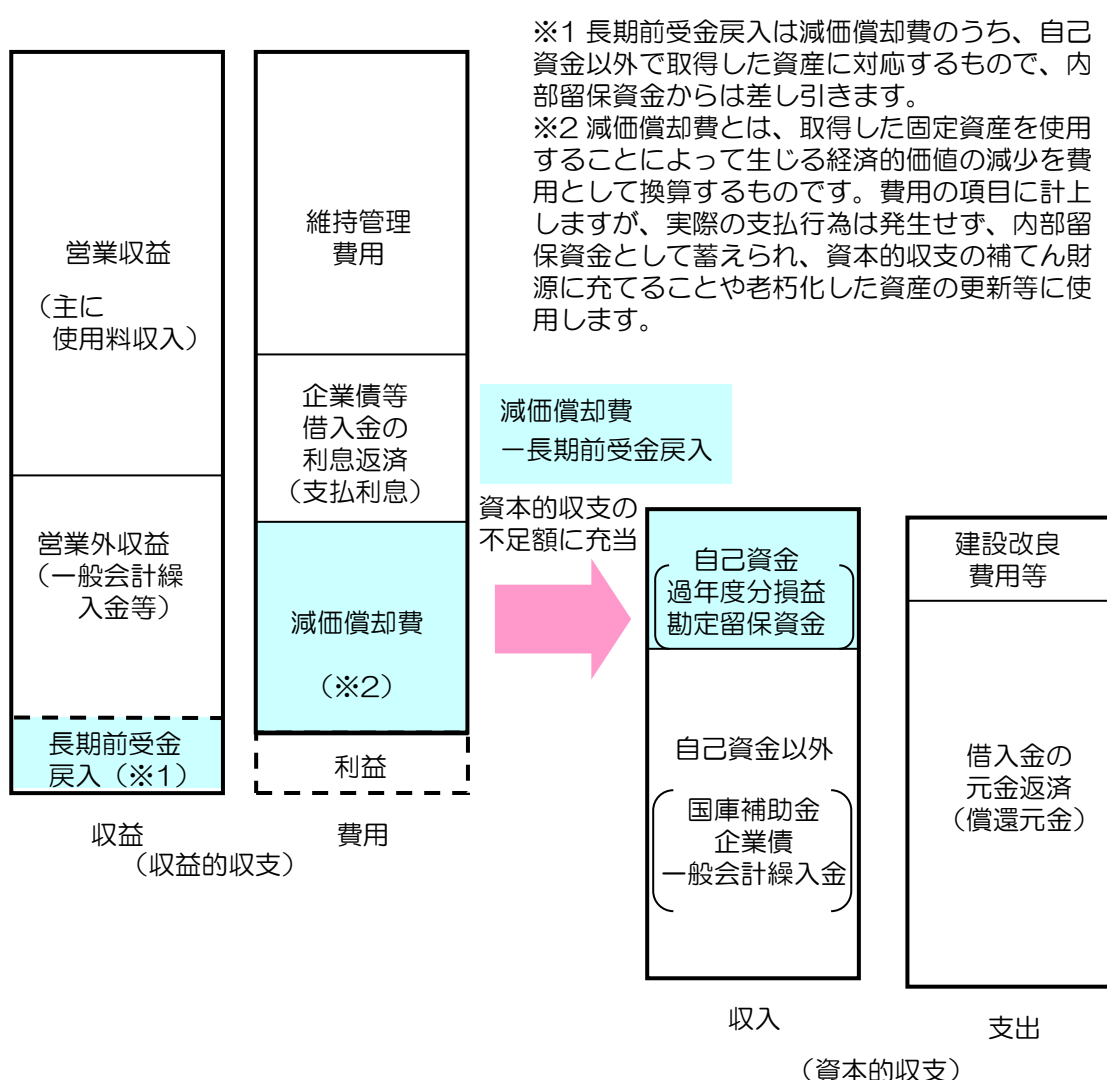 ※1 長期前受金戻入は減価償却費のうち、自己
資金以外で取得した資産に対応するもので、内
部留保資金からは差し引きます。
※2 減価償却費とは、取得した固定資産を使用
することによって生じる経済的価値の減少を費
用として換算するものです。費用の項目に計上
しますが、実際の支払行為は発生せず、内部留
保資金として蓄えられ、資本的収支の補てん財
源に充てることや老朽化した資産の更新等に使
用します。
営業収益
（主に
使用料収入）
営業外収益
（一般会計繰
入金等）
長期前受金
戻入（※1）
収益
維持管理
費用
企業債等
借入金の
利息返済
（支払利息）
減価償却費
（※2）
利益
費用
（収益的収支）
減価償却費
－長期前受金戻入
資本的収支の
不足額に充当
自己資金
過年度分損益
勘定留保資金
自己資金以外
国庫補助金
企業債
一般会計繰入金
収入
建設改良
費用等
借入金の
元金返済
（償還元金）
支出
（資本的収支）